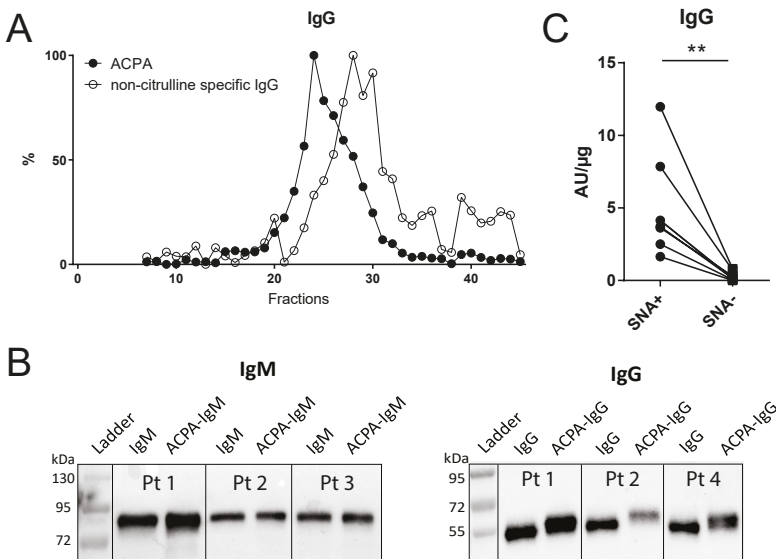 A
IgG
100
50
0
%
ACPA
non-citrulline specific IgG
0 10 20 30 40
Fractions
C
IgG
**
15
10
5
0
AU/µg
SNA+
SNA-
B
IgM
Ladder
IgM
ACPA-IgM
IgM
ACPA-IgM
IgM
ACPA-IgM
kDa
130
95
72
Pt 1 Pt 2 Pt 3
IgG
Ladder
IgG
ACPA-IgG
IgG
ACPA-IgG
IgG
ACPA-IgG
kDa
95
72
55
Pt 1 Pt 2 Pt 4